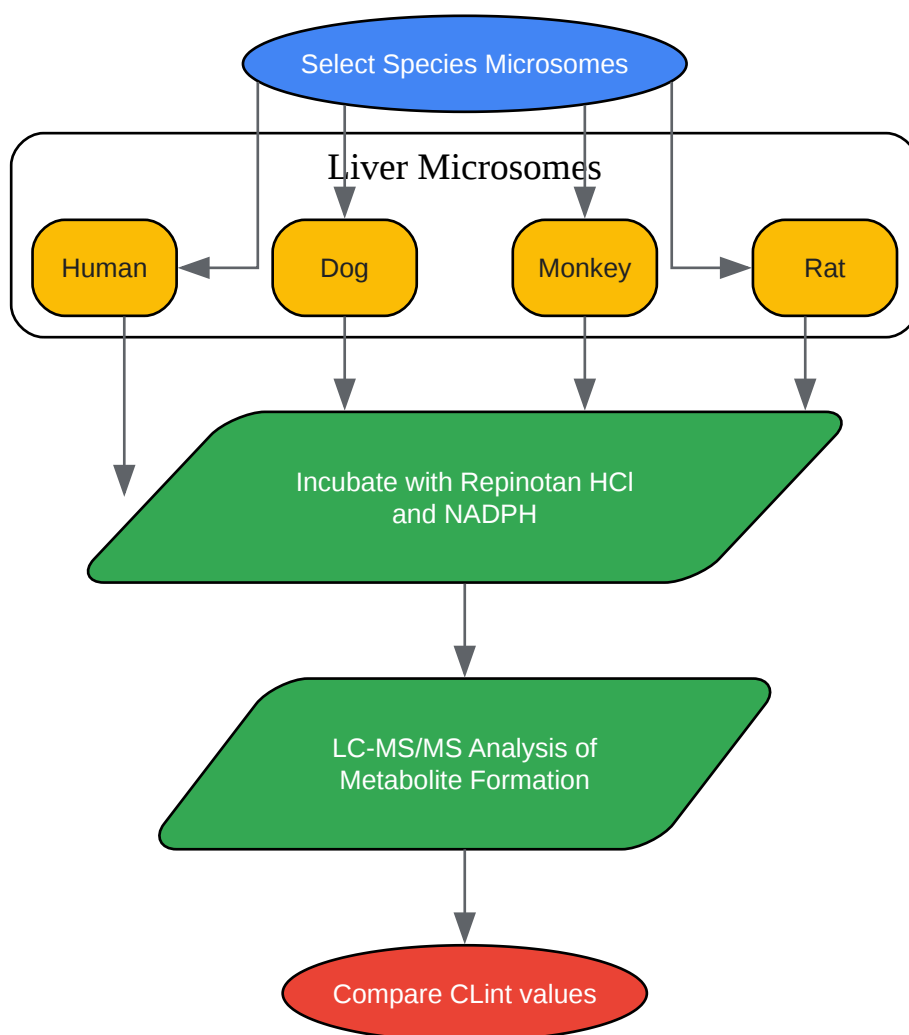 Select Species Microsomes
Liver Microsomes
Human
Dog
Monkey
Rat
Incubate with Repinotan HCl
and NADPH
LC-MS/MS Analysis of
Metabolite Formation
Compare CLint values